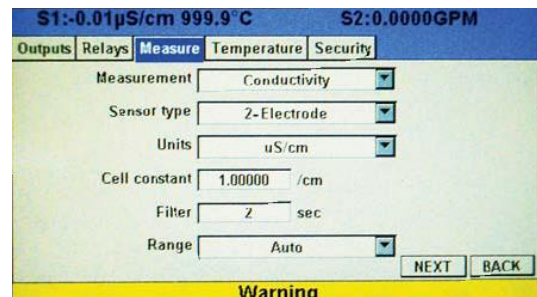 S1:-0.01µS/cm 999.9°C S2:0.0000GPM
Outputs Relays Measure Temperature Security
Measurement Conductivity
Sensor type 2-Electrode
Units uS/cm
Cell constant 1.00000 /cm
Filter 2 sec
Range Auto
NEXT BACK
Warning